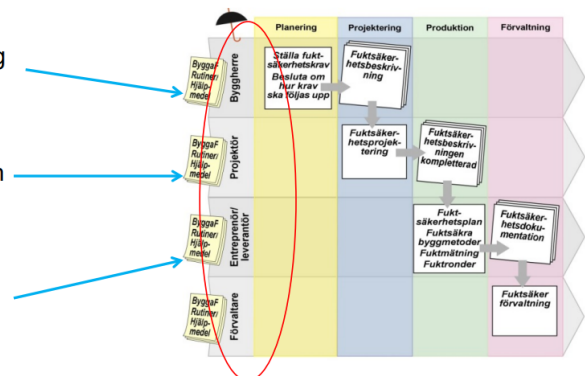 g
n
Planering
Projektering
Produktion
Förvaltning
ByggaF
Rutiner/
Hjälp-
medel
Byggherre
Ställa fukt-
säkerhetskrav
Besluta om
hur krav
ska följas upp
Fuktsäker-
hetsbeskriv-
ning
ByggaF
Rutiner/
Hjälp-
medel
Projektör
Fuktsäker-
hetsprojek-
tering
Fuktsäker-
hetsbeskriv-
ningen
kompletterad
ByggaF
Rutiner/
Hjälp-
medel
Entreprenör/
leverantör
Fukt-
säkerhetsplan
Fuktsäkra
byggmetoder
Fuktmätning
Fuktronder
Fuktsäker-
hetsdoku-
mentation
ByggaF
Rutiner/
Hjälp-
medel
Förvaltare
Fuktsäker
förvaltning